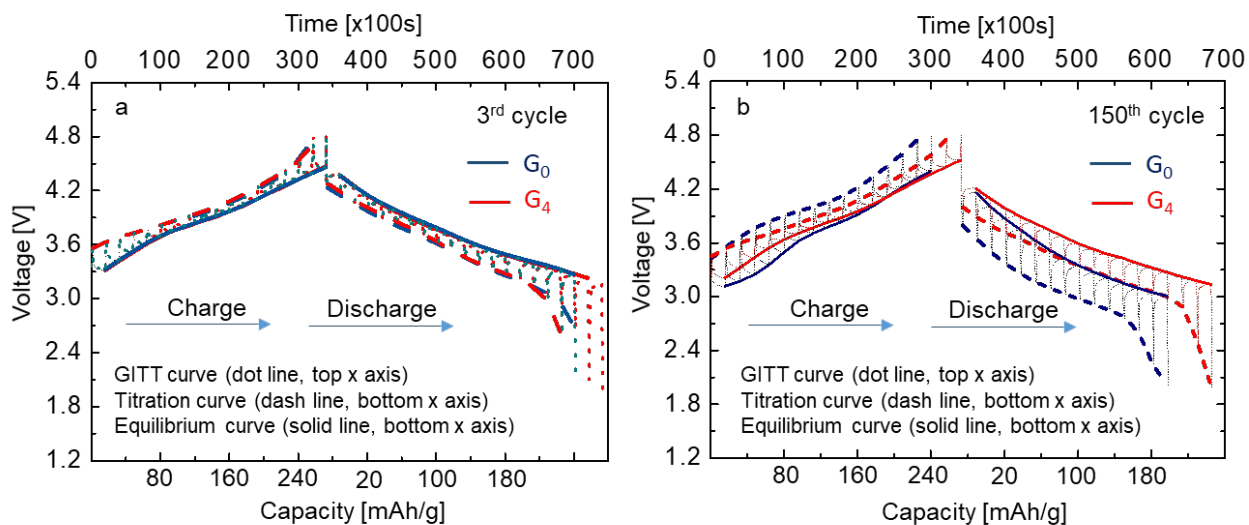 Time [x100s]
0 100 200 300 400 500 600 700
5.4
4.8
4.2
3.6
3.0
2.4
1.8
1.2
Voltage [V]
a
3rd cycle
G0
G4
Charge
Discharge
GITT curve (dot line, top x axis)
Titration curve (dash line, bottom x axis)
Equilibrium curve (solid line, bottom x axis)
80 160 240 20 100 180
Capacity [mAh/g]
Time [x100s]
0 100 200 300 400 500 600 700
5.4
4.8
4.2
3.6
3.0
2.4
1.8
1.2
Voltage [V]
b
150th cycle
G0
G4
Charge
Discharge
GITT curve (dot line, top x axis)
Titration curve (dash line, bottom x axis)
Equilibrium curve (solid line, bottom x axis)
80 160 240 20 100 180
Capacity [mAh/g]